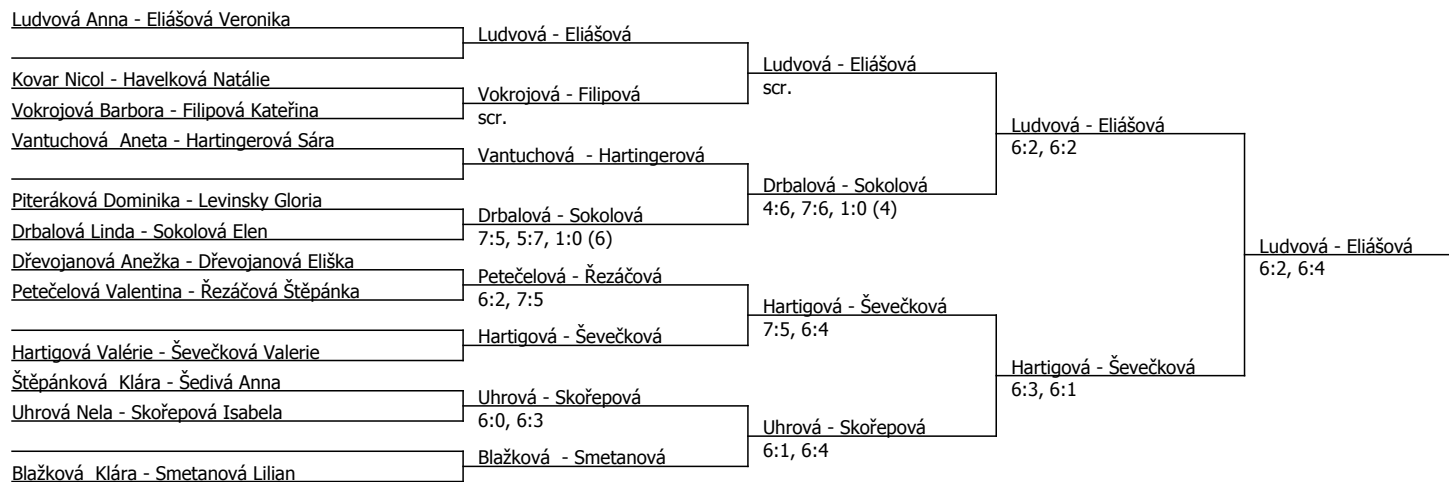 Ludvová Anna - Eliášová Veronika
Kovar Nicol - Havelková Natálie
Vokrojová Barbora - Filipová Kateřina
Vantuchová  Aneta - Hartingerová Sára
Piteráková Dominika - Levinsky Gloria
Drbalová Linda - Sokolová Elen
Dřevojanová Anežka - Dřevojanová Eliška
Petečelová Valentina - Řezáčová Štěpánka
Hartigová Valérie - Ševečková Valerie
Štěpánková  Klára - Šedivá Anna
Uhrová Nela - Skořepová Isabela
Blažková  Klára - Smetanová Lilian
Ludvová - Eliášová
Vokrojová - Filipová
scr.
Vantuchová  - Hartingerová
Drbalová - Sokolová
7:5, 5:7, 1:0 (6)
Petečelová - Řezáčová
6:2, 7:5
Hartigová - Ševečková
Uhrová - Skořepová
6:0, 6:3
Blažková  - Smetanová
Ludvová - Eliášová
scr.
Drbalová - Sokolová
4:6, 7:6, 1:0 (4)
Hartigová - Ševečková
7:5, 6:4
Uhrová - Skořepová
6:1, 6:4
Ludvová - Eliášová
6:2, 6:2
Hartigová - Ševečková
6:3, 6:1
Ludvová - Eliášová
6:2, 6:4